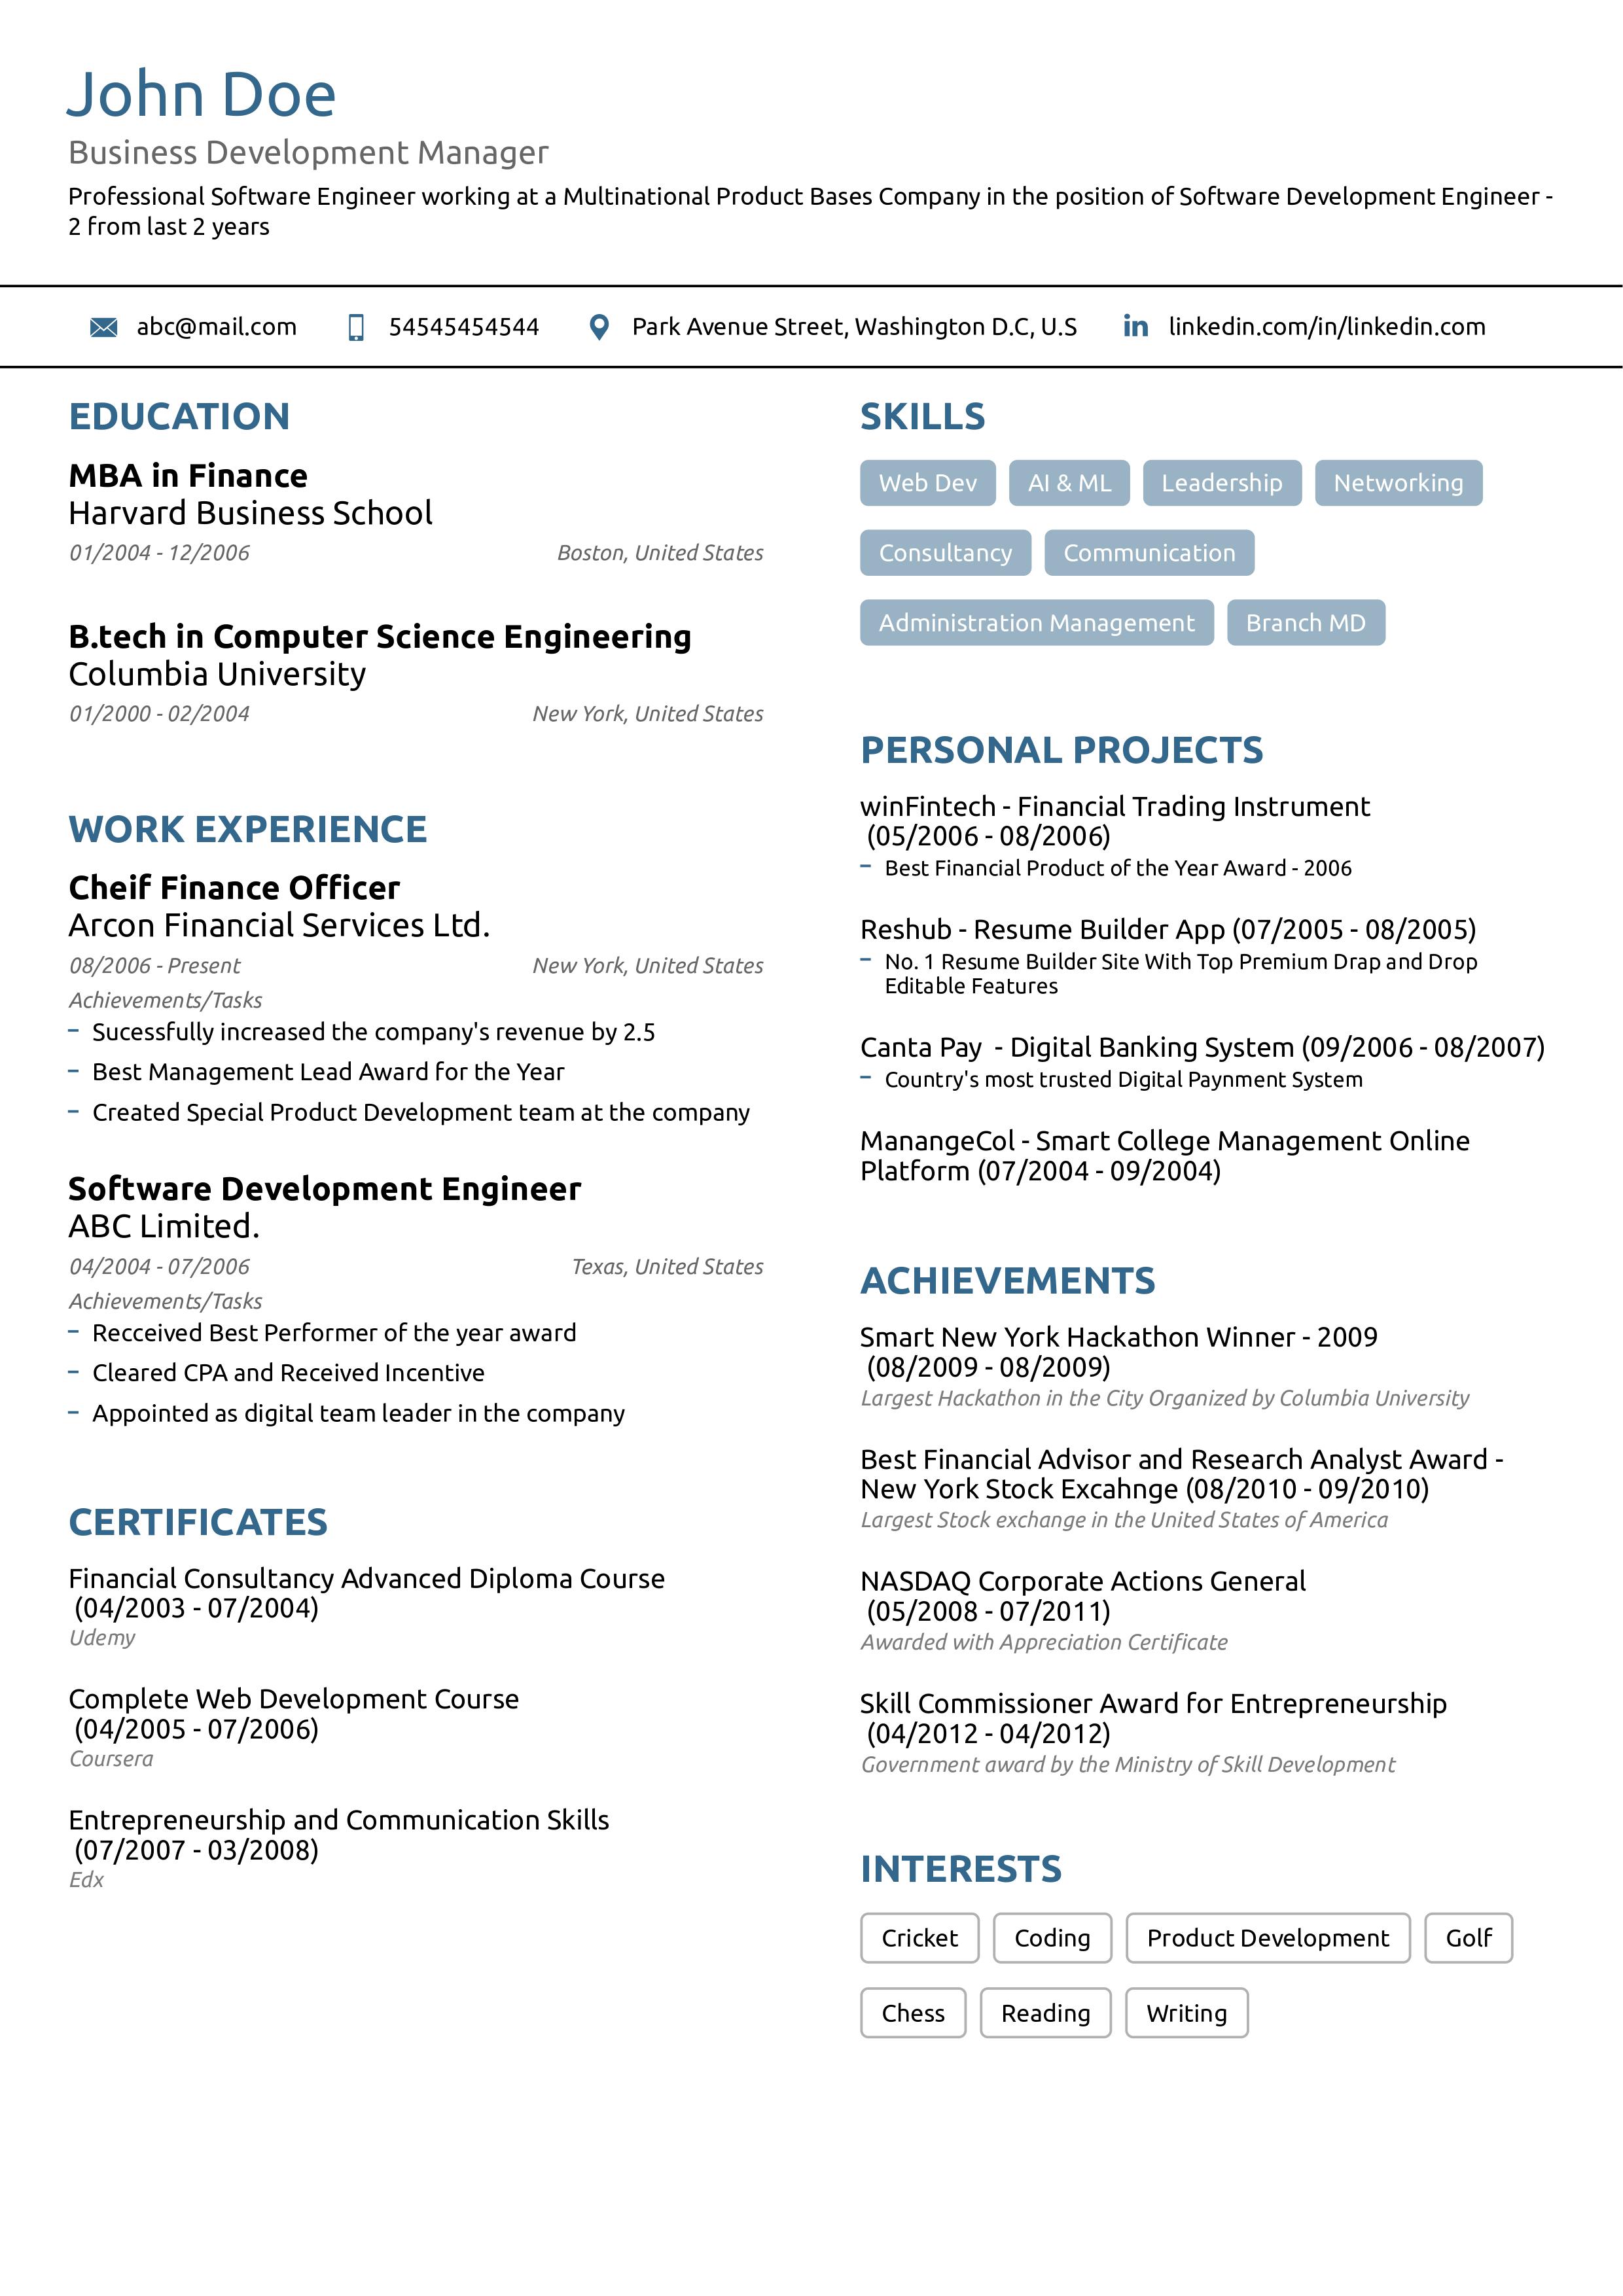 John Doe
Business Development Manager
Professional Software Engineer working at a Multinational Product Bases Company in the position of Software Development Engineer -
2 from last 2 years
abc@mail.com
54545454544
Park Avenue Street, Washington D.C, U.S
linkedin.com/in/linkedin.com
EDUCATION
MBA in Finance
Harvard Business School
01/2004 - 12/2006 Boston, United States
B.tech in Computer Science Engineering
Columbia University
01/2000 - 02/2004 New York, United States
WORK EXPERIENCE
Cheif Finance Officer
Arcon Financial Services Ltd.
08/2006 - Present New York, United States
Achievements/Tasks
– Sucessfully increased the company's revenue by 2.5
– Best Management Lead Award for the Year
– Created Special Product Development team at the company
Software Development Engineer
ABC Limited.
04/2004 - 07/2006 Texas, United States
Achievements/Tasks
– Recceived Best Performer of the year award
– Cleared CPA and Received Incentive
– Appointed as digital team leader in the company
CERTIFICATES
Financial Consultancy Advanced Diploma Course
(04/2003 - 07/2004)
Udemy
Complete Web Development Course
(04/2005 - 07/2006)
Coursera
Entrepreneurship and Communication Skills
(07/2007 - 03/2008)
Edx
SKILLS
Web Dev AI & ML Leadership Networking
Consultancy Communication
Administration Management Branch MD
PERSONAL PROJECTS
winFintech - Financial Trading Instrument
(05/2006 - 08/2006)
– Best Financial Product of the Year Award - 2006
Reshub - Resume Builder App (07/2005 - 08/2005)
– No. 1 Resume Builder Site With Top Premium Drap and Drop
Editable Features
Canta Pay  - Digital Banking System (09/2006 - 08/2007)
– Country's most trusted Digital Paynment System
ManangeCol - Smart College Management Online
Platform (07/2004 - 09/2004)
ACHIEVEMENTS
Smart New York Hackathon Winner - 2009
(08/2009 - 08/2009)
Largest Hackathon in the City Organized by Columbia University
Best Financial Advisor and Research Analyst Award -
New York Stock Excahnge (08/2010 - 09/2010)
Largest Stock exchange in the United States of America
NASDAQ Corporate Actions General
(05/2008 - 07/2011)
Awarded with Appreciation Certificate
Skill Commissioner Award for Entrepreneurship
(04/2012 - 04/2012)
Government award by the Ministry of Skill Development
INTERESTS
Cricket Coding Product Development Golf
Chess Reading Writing